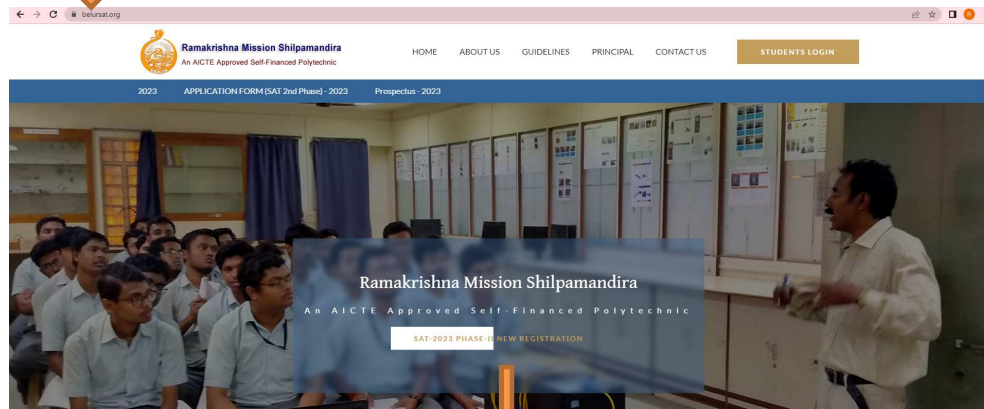 belursat.org
Ramakrishna Mission Shilpamandira
An AICTE Approved Self-Financed Polytechnic
HOME ABOUT US GUIDELINES PRINCIPAL CONTACT US STUDENTS LOGIN
2023 APPLICATION FORM (SAT 2nd Phase) - 2023 Prospectus - 2023
Ramakrishna Mission Shilpamandira
An AICTE Approved Self-Financed Polytechnic
SAT-2023 PHASE-II NEW REGISTRATION